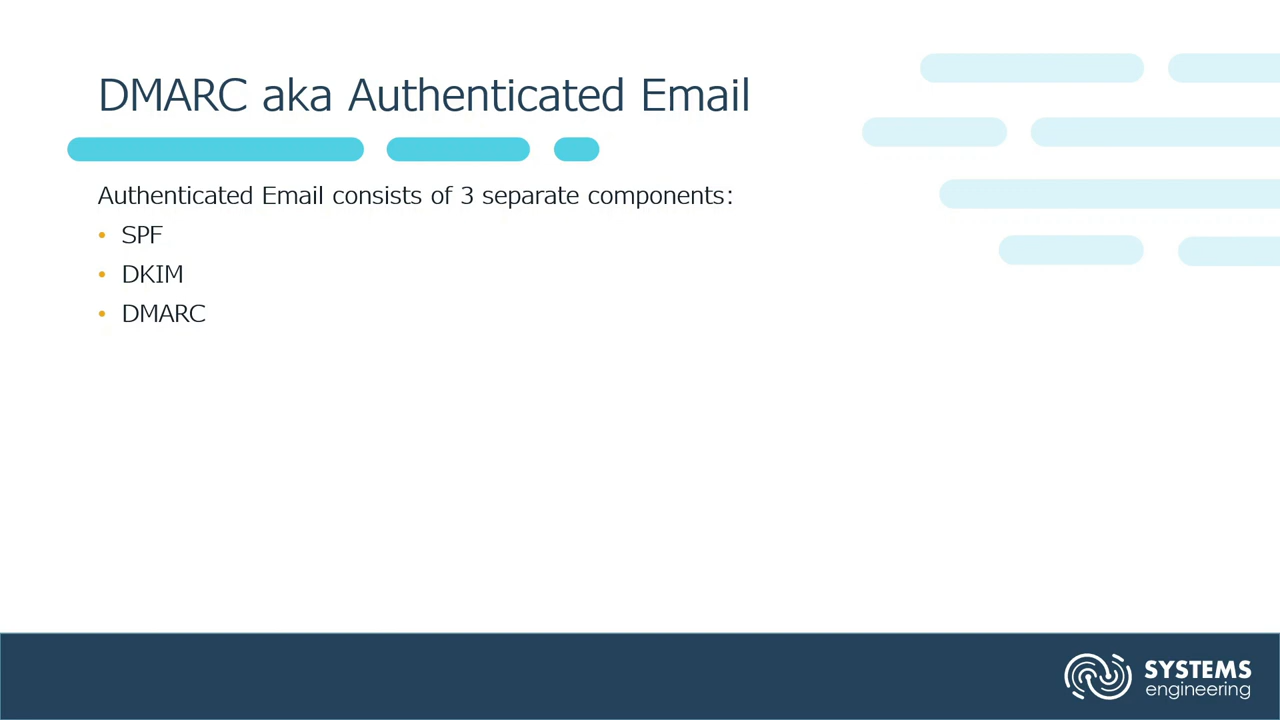 DMARC aka Authenticated Email
Authenticated Email consists of 3 separate components:
• SPF
• DKIM
• DMARC
SYSTEMS
engineering